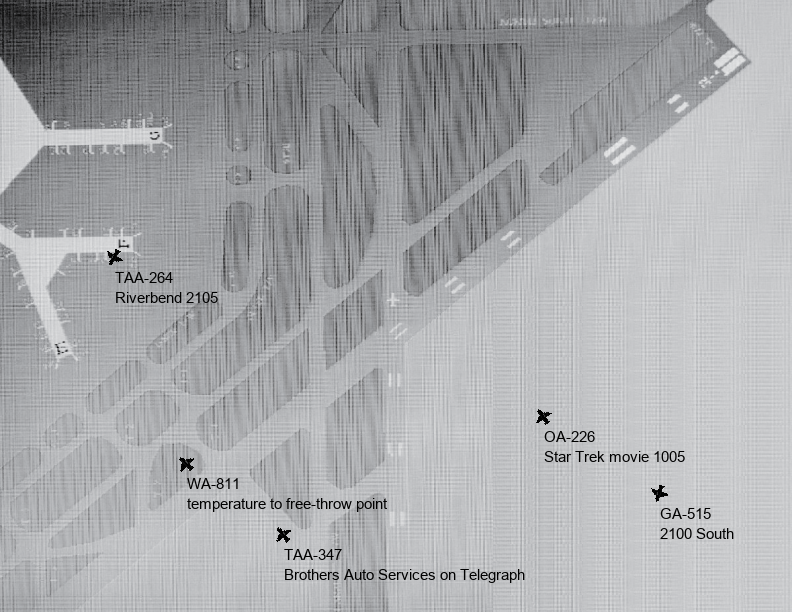 G
F
TAA-264
Riverbend 2105
E
OA-226
Star Trek movie 1005
WA-811
temperature to free-throw point
GA-515
2100 South
TAA-347
Brothers Auto Services on Telegraph